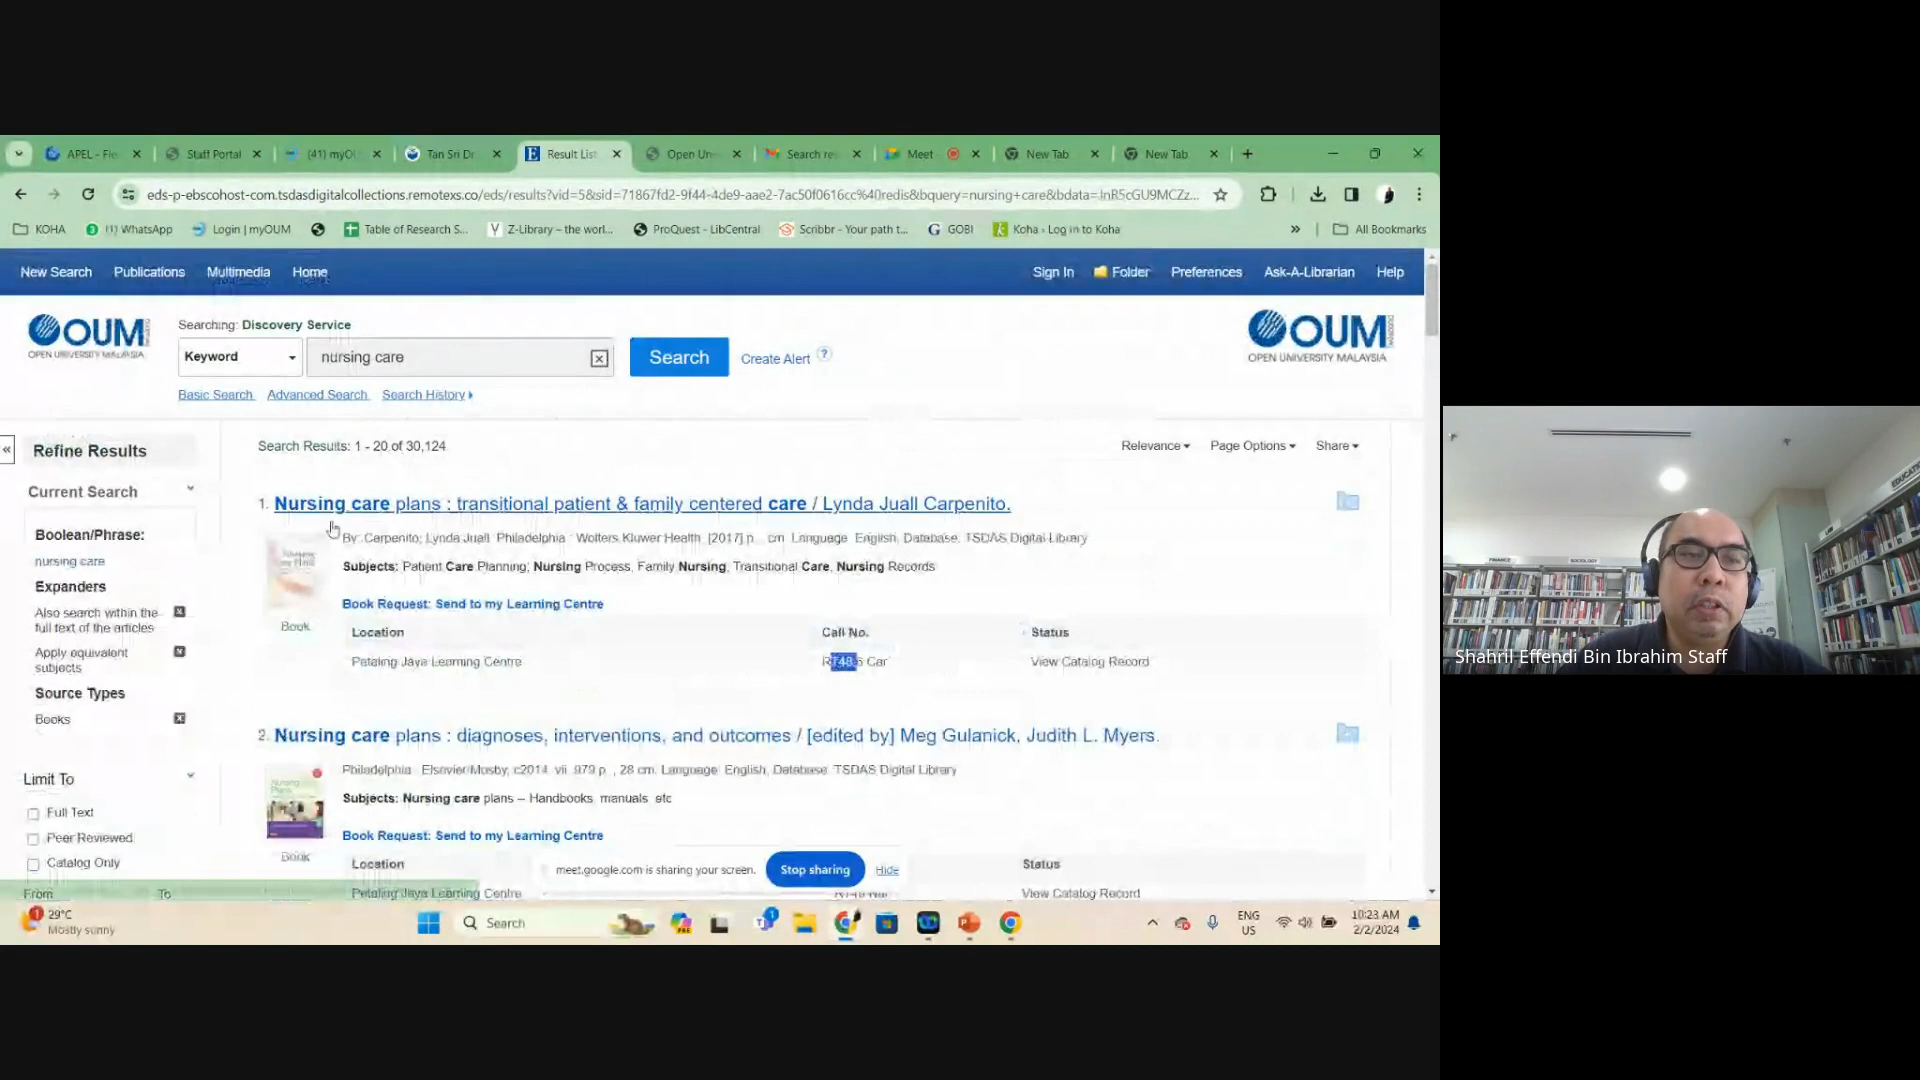 APEL - Fle
Staff Portal
(41) myOU
Tan Sri Dr
Result List
Open Un
Search re
Meet
New Tab
New Tab
eds-p-ebscohost-com.tsdasdigitalcollections.remotexs.co/eds/results?vid=5&sid=71867fd2-9f44-4de9-aae2-7ac50f0616cc%40redis&bquery=nursing+care&bdata=JnR5cGU9MCZz...
KOHA
(1) WhatsApp
Login | myOUM
Table of Research S...
Z-Library – the worl...
ProQuest - LibCentral
Scribbr - Your path t...
GOBI
Koha › Log in to Koha
»
All Bookmarks
New Search Publications Multimedia Home
Sign In Folder Preferences Ask-A-Librarian Help
OUM
OPEN UNIVERSITY MALAYSIA
Searching: Discovery Service
Keyword
nursing care
Search
Create Alert ?
Basic Search Advanced Search Search History
OUM
OPEN UNIVERSITY MALAYSIA
«
Refine Results
Current Search
Boolean/Phrase:
nursing care
Expanders
Also search within the
full text of the articles
Apply equivalent
subjects
Source Types
Books
Limit To
Full Text
Peer Reviewed
Catalog Only
From To
Search Results: 1 - 20 of 30,124
Relevance Page Options Share
1. Nursing care plans : transitional patient & family centered care / Lynda Juall Carpenito.
By: Carpenito, Lynda Juall. Philadelphia : Wolters Kluwer Health, [2017] p. cm. Language: English, Database: TSDAS Digital Library
Subjects: Patient Care Planning; Nursing Process, Family Nursing, Transitional Care, Nursing Records
Book
Book Request: Send to my Learning Centre
Location Call No. Status
Petaling Jaya Learning Centre RT48.6 Car View Catalog Record
2. Nursing care plans : diagnoses, interventions, and outcomes / [edited by] Meg Gulanick, Judith L. Myers.
Philadelphia : Elsevier/Mosby, c2014. vii, 979 p. , 28 cm. Language: English, Database: TSDAS Digital Library
Subjects: Nursing care plans – Handbooks, manuals, etc
Book
Book Request: Send to my Learning Centre
Location Status
Petaling Jaya Learning Centre View Catalog Record
meet.google.com is sharing your screen.
Stop sharing
Hide
29°C
Mostly sunny
Search
ENG
US
10:23 AM
2/2/2024
FINANCE
SOCIOLOGY
Shahril Effendi Bin Ibrahim Staff